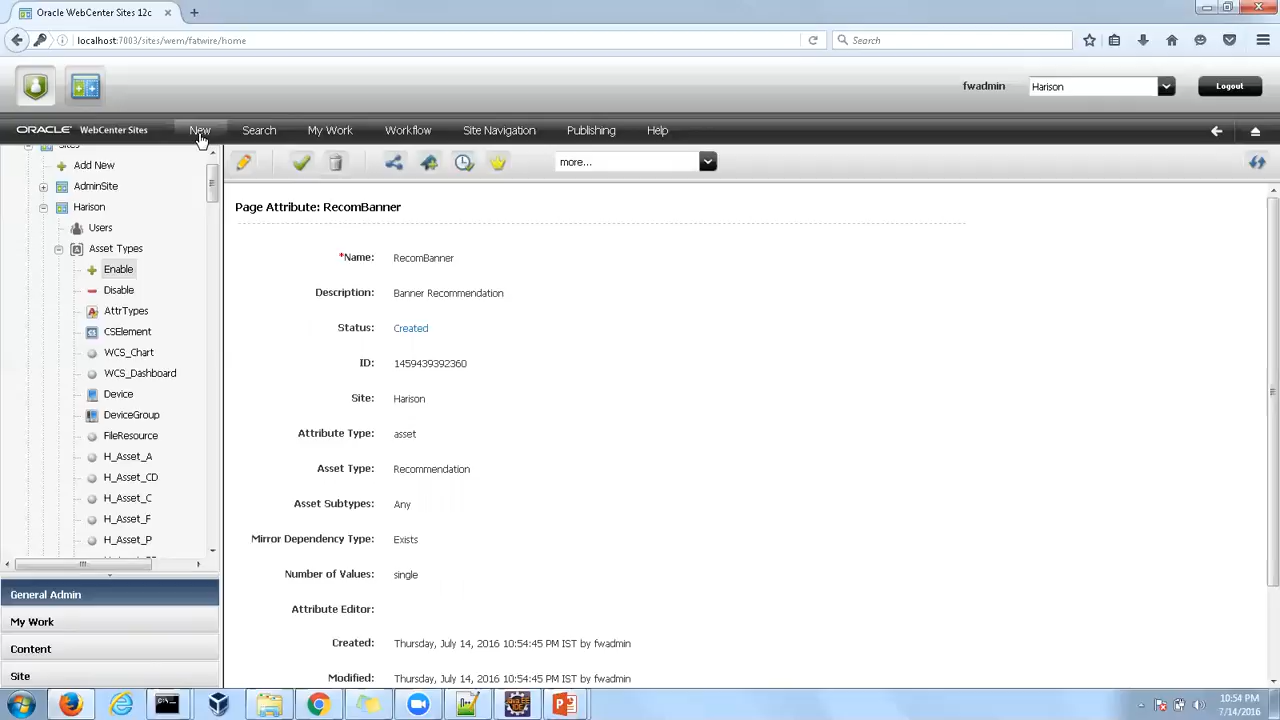 Oracle WebCenter Sites 12c
localhost:7003/sites/wem/fatwire/home
Search
fwadmin
Harison
Logout
ORACLE WebCenter Sites
New
Search
My Work
Workflow
Site Navigation
Publishing
Help
Sites
Add New
AdminSite
Harison
Users
Asset Types
Enable
Disable
AttrTypes
CSElement
WCS_Chart
WCS_Dashboard
Device
DeviceGroup
FileResource
H_Asset_A
H_Asset_CD
H_Asset_C
H_Asset_F
H_Asset_P
General Admin
My Work
Content
Site
more...
Page Attribute: RecomBanner
*Name: RecomBanner
Description: Banner Recommendation
Status: Created
ID: 1459439392360
Site: Harison
Attribute Type: asset
Asset Type: Recommendation
Asset Subtypes: Any
Mirror Dependency Type: Exists
Number of Values: single
Attribute Editor:
Created: Thursday, July 14, 2016 10:54:45 PM IST by fwadmin
Modified: Thursday, July 14, 2016 10:54:45 PM IST by fwadmin
10:54 PM
7/14/2016